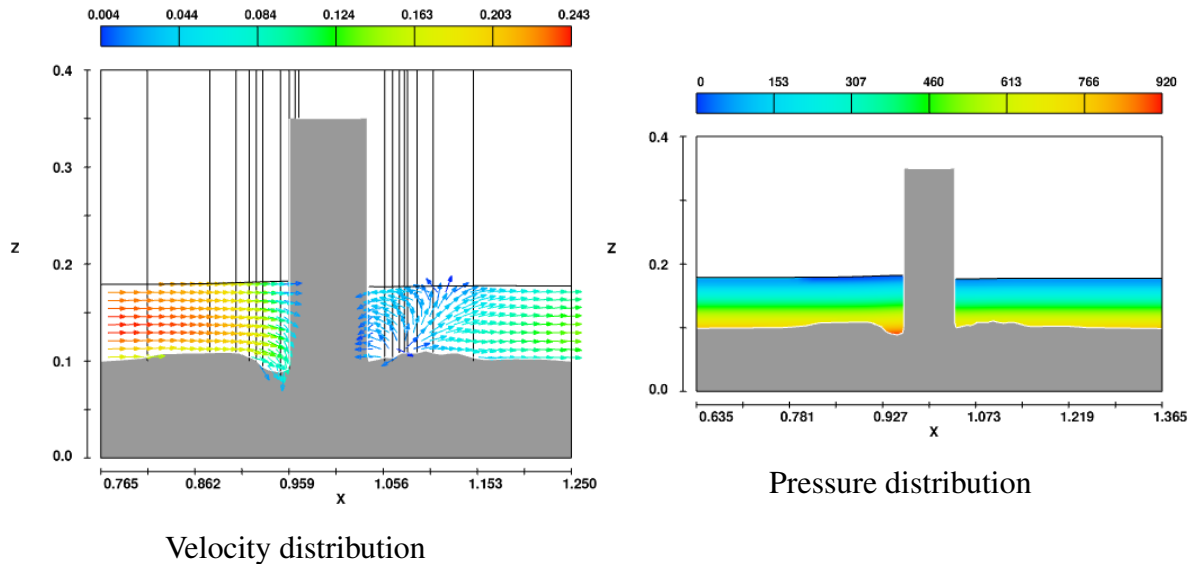 0.004 0.044 0.084 0.124 0.163 0.203 0.243
0.4
0.3
Z
0.2
0.1
0.0
0.765 0.862 0.959 1.056 1.153 1.250
X
Velocity distribution
0 153 307 460 613 766 920
0.4
Z
0.2
0.0
0.635 0.781 0.927 1.073 1.219 1.365
X
Pressure distribution